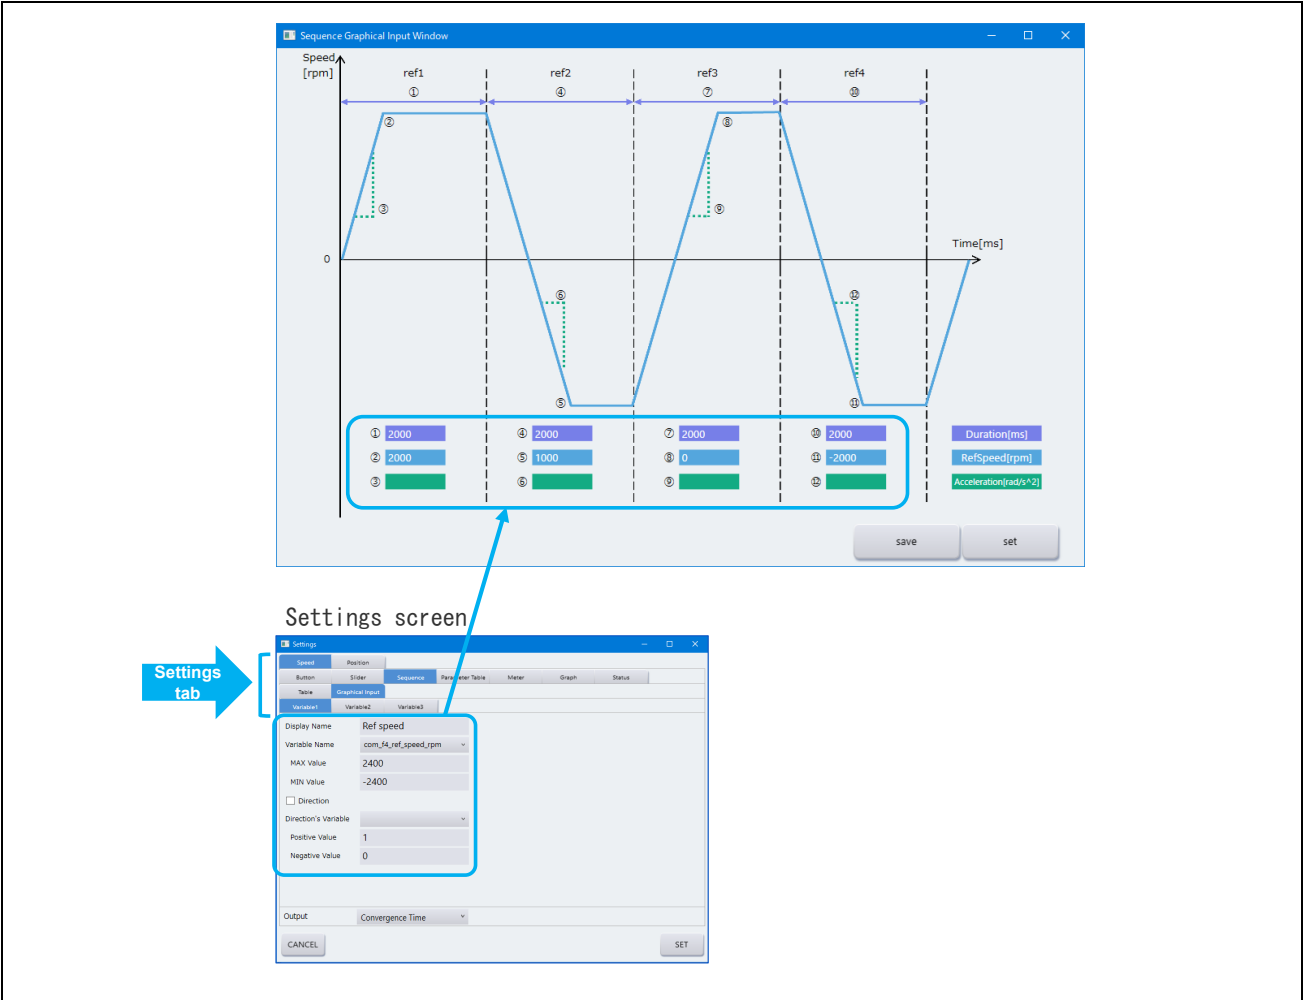 Sequence Graphical Input Window
Speed
[rpm]
ref1 ref2 ref3 ref4
① ④ ⑦ ⑩
② ⑧
③ ⑨
Time[ms]
0
⑥ ⑫
⑤ ⑪
① 2000 ④ 2000 ⑦ 2000 ⑩ 2000 Duration[ms]
② 2000 ⑤ 1000 ⑧ 0 ⑪ -2000 RefSpeed[rpm]
③ ⑥ ⑨ ⑫ Acceleration[rad/s^2]
save set
Settings screen
Settings
Settings
tab
Speed Position
Button Slider Sequence Parameter Table Meter Graph Status
Table Graphical Input
Variable1 Variable2 Variable3
Display Name Ref speed
Variable Name com_f4_ref_speed_rpm
MAX Value 2400
MIN Value -2400
Direction
Direction's Variable
Positive Value 1
Negative Value 0
Output Convergence Time
CANCEL SET